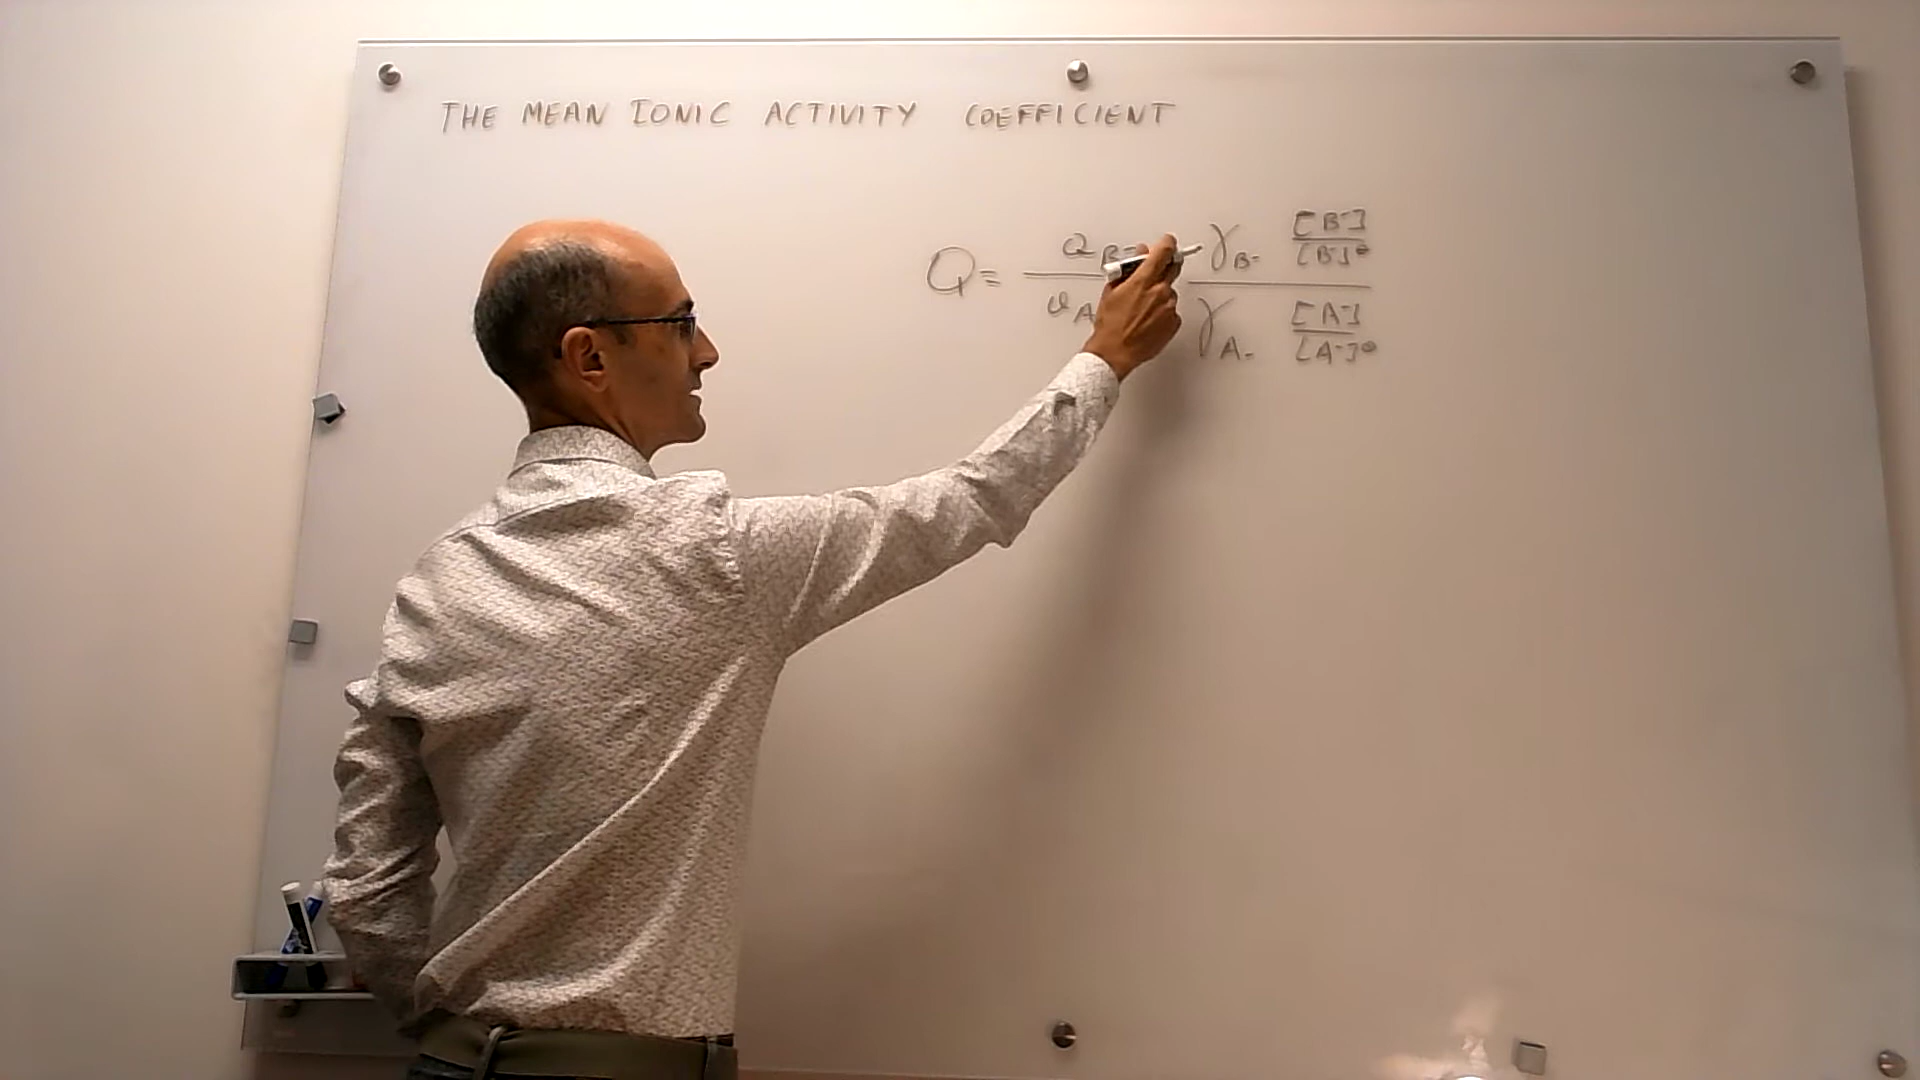 THE MEAN IONIC ACTIVITY COEFFICIENT
Q = a_B- / a_A γ_B- [B-]/[B-]⦵ / γ_A- [A-]/[A-]⦵